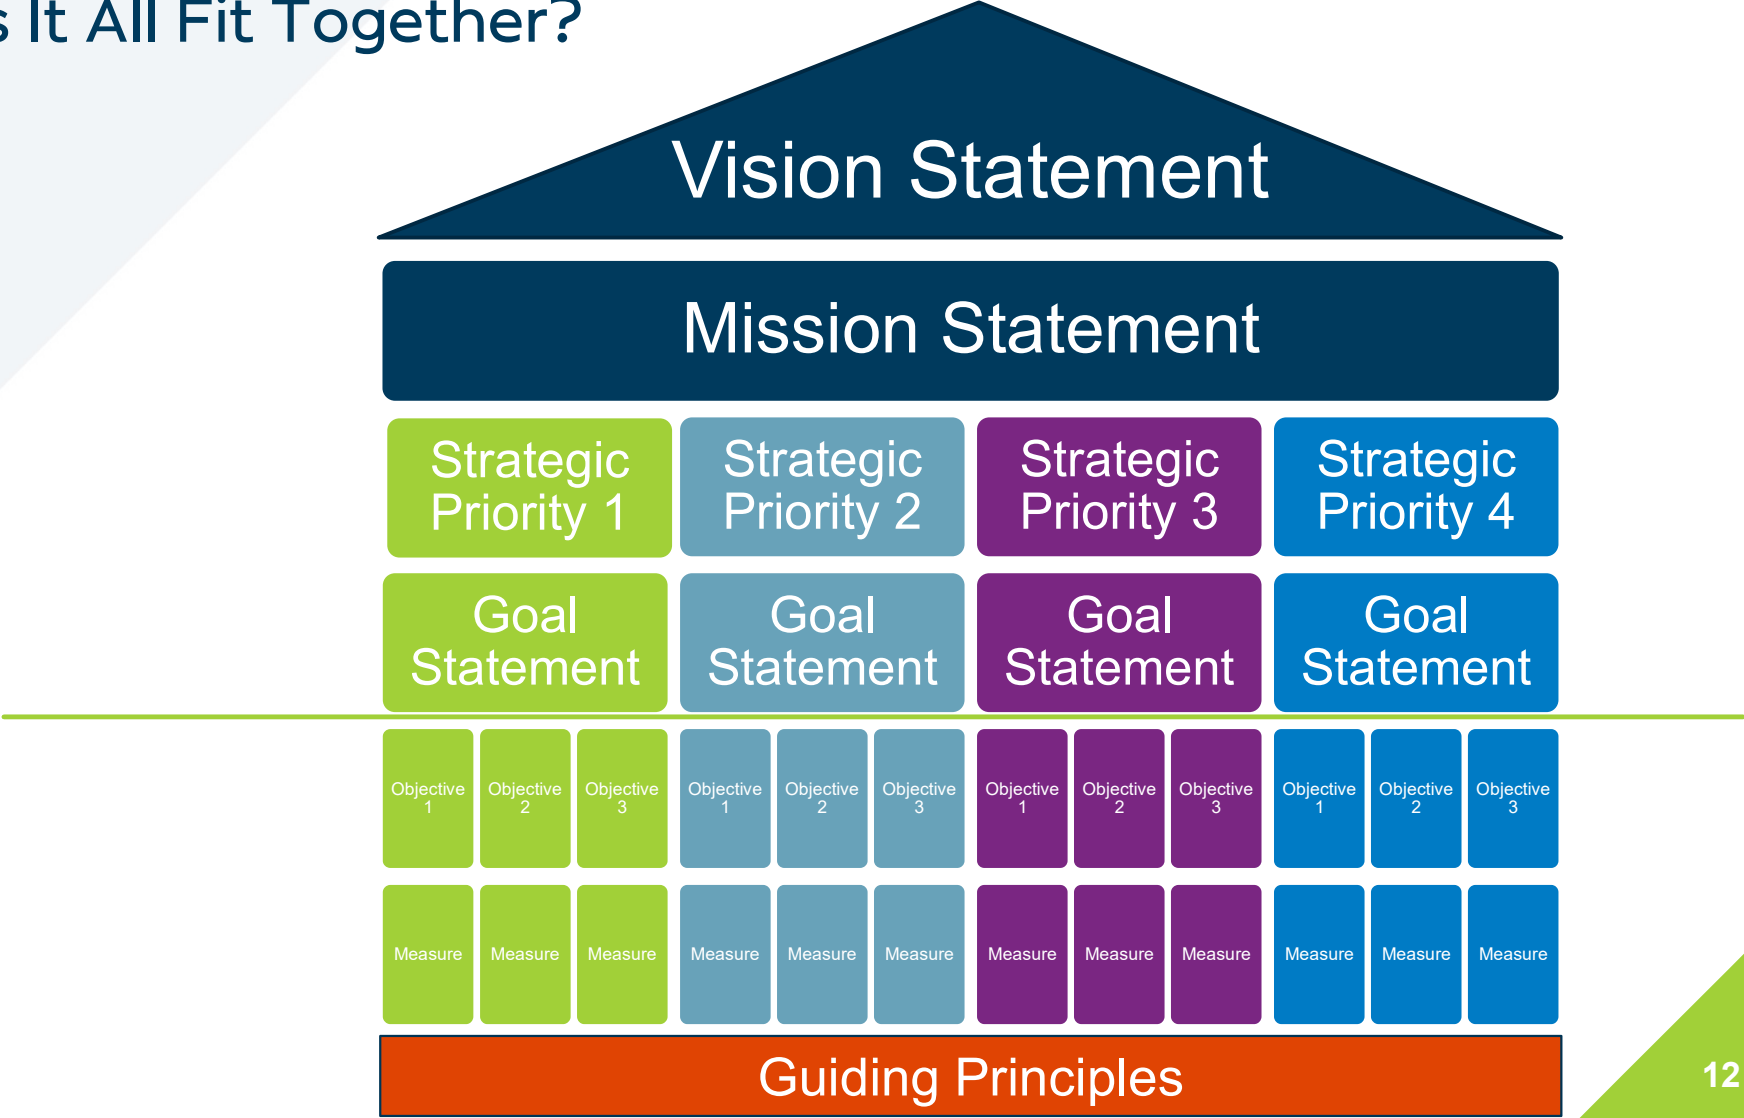 s It All Fit Together?
Vision Statement
Mission Statement
Strategic
Priority 1
Strategic
Priority 2
Strategic
Priority 3
Strategic
Priority 4
Goal
Statement
Goal
Statement
Goal
Statement
Goal
Statement
Objective
1
Objective
2
Objective
3
Objective
1
Objective
2
Objective
3
Objective
1
Objective
2
Objective
3
Objective
1
Objective
2
Objective
3
Measure
Measure
Measure
Measure
Measure
Measure
Measure
Measure
Measure
Measure
Measure
Measure
Guiding Principles
12